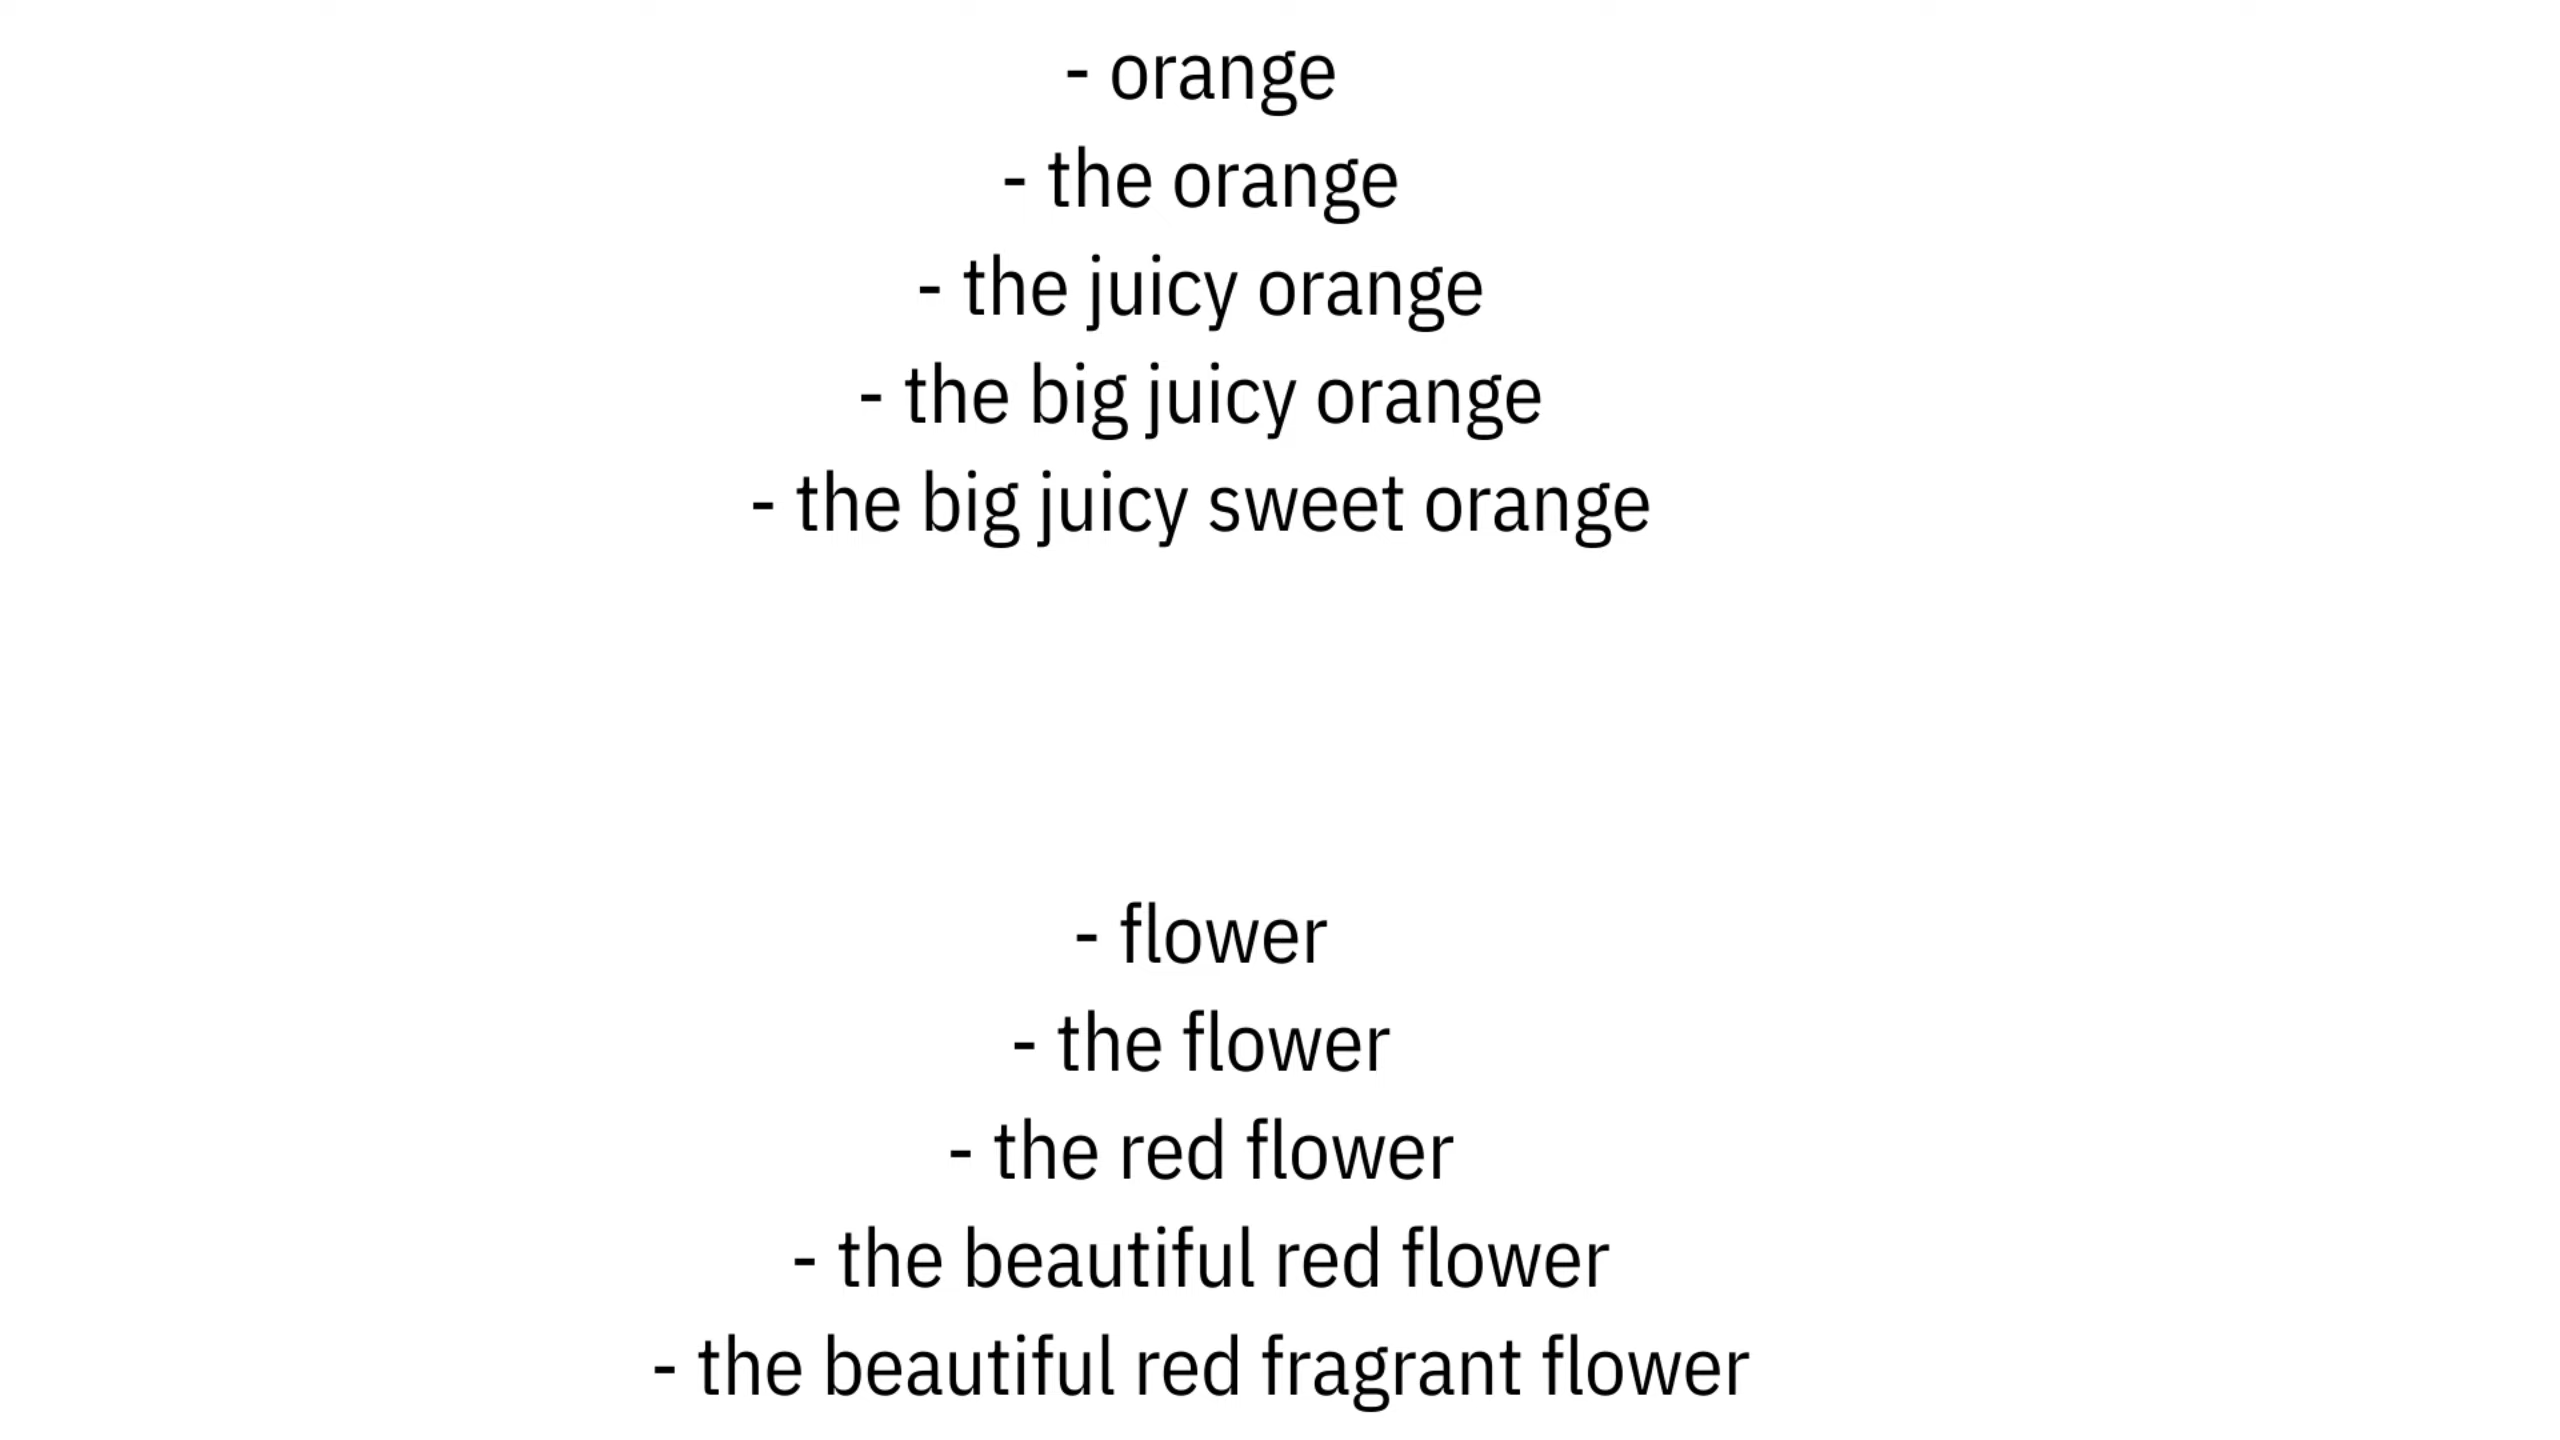 - orange
- the orange
- the juicy orange
- the big juicy orange
- the big juicy sweet orange
- flower
- the flower
- the red flower
- the beautiful red flower
- the beautiful red fragrant flower